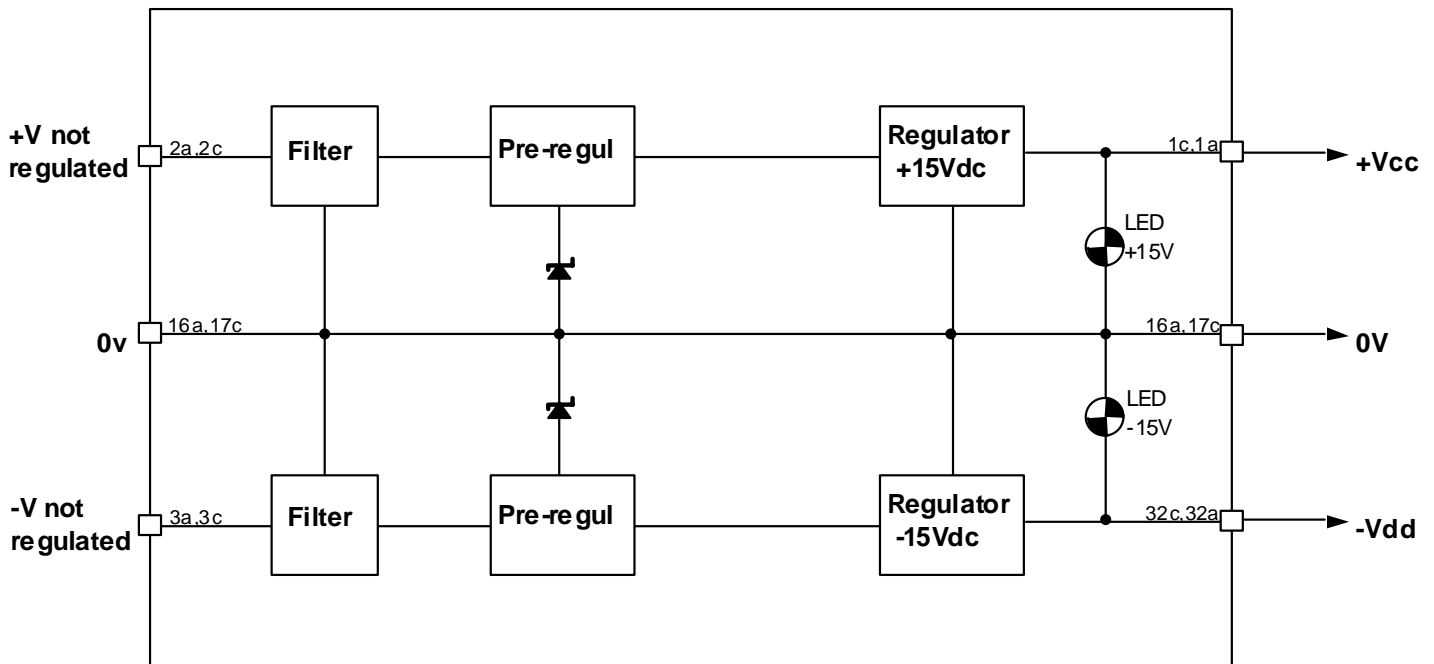 +V not
regulated
2a,2c
Filter
Pre-regul
Regulator
+15Vdc
1c,1a
+Vcc
LED
+15V
0v
16a,17c
16a,17c
0V
LED
-15V
-V not
regulated
3a,3c
Filter
Pre-regul
Regulator
-15Vdc
32c,32a
-Vdd